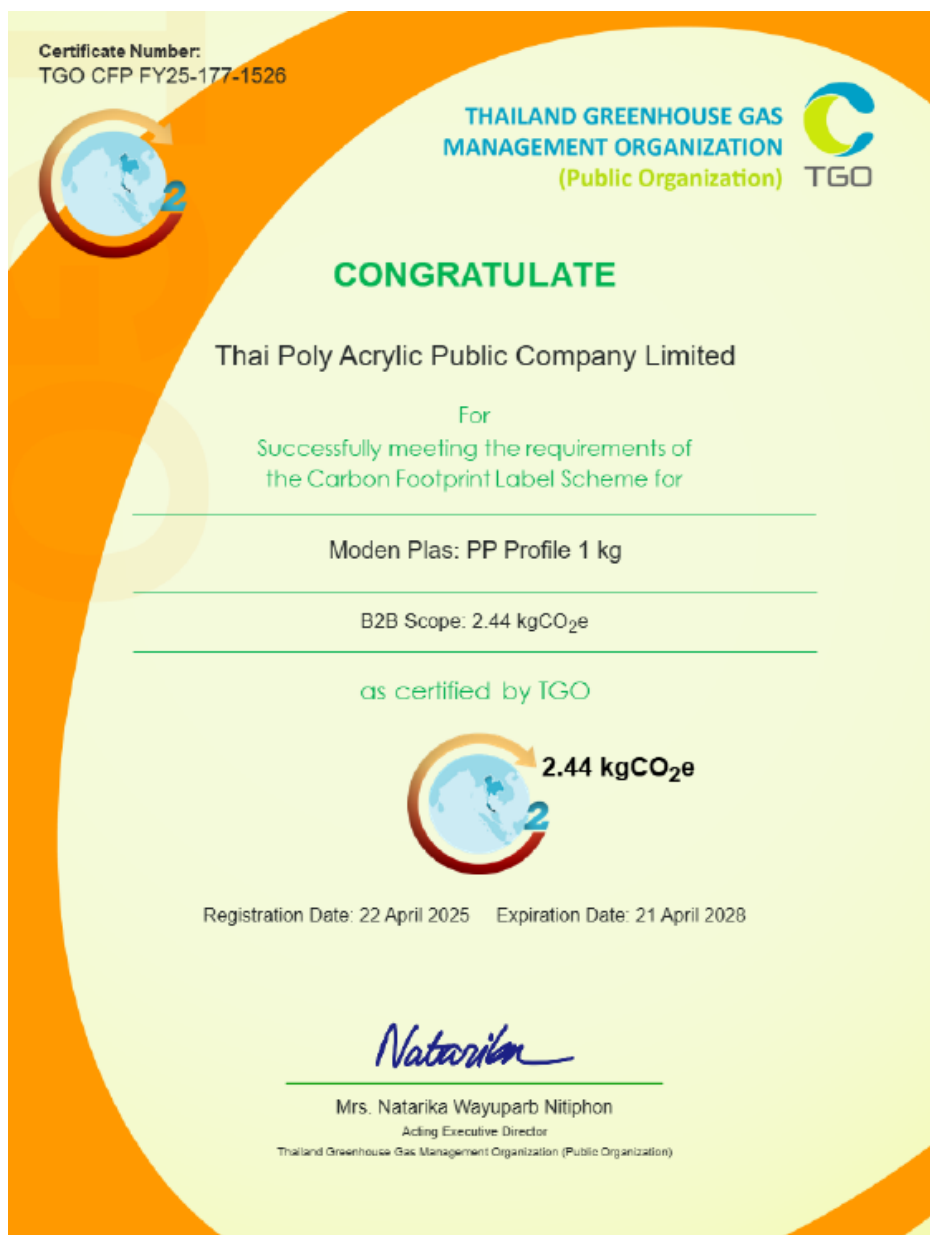 Certificate Number:
TGO CFP FY25-177-1526
THAILAND GREENHOUSE GAS
MANAGEMENT ORGANIZATION
(Public Organization)
TGO
2
CONGRATULATE
Thai Poly Acrylic Public Company Limited
For
Successfully meeting the requirements of
the Carbon Footprint Label Scheme for
Moden Plas: PP Profile 1 kg
B2B Scope: 2.44 kgCO₂e
as certified by TGO
2.44 kgCO₂e
2
Registration Date: 22 April 2025 Expiration Date: 21 April 2028
Natarika
Mrs. Natarika Wayuparb Nitiphon
Acting Executive Director
Thailand Greenhouse Gas Management Organization (Public Organization)